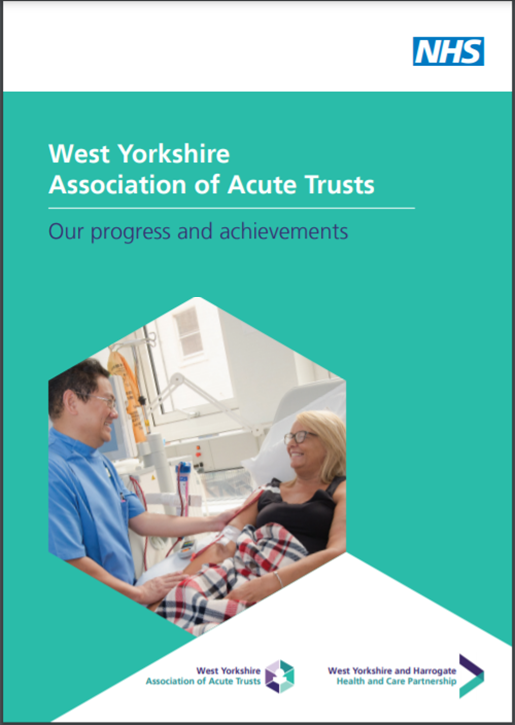 NHS
West Yorkshire
Association of Acute Trusts
Our progress and achievements
West Yorkshire
Association of Acute Trusts
West Yorkshire and Harrogate
Health and Care Partnership